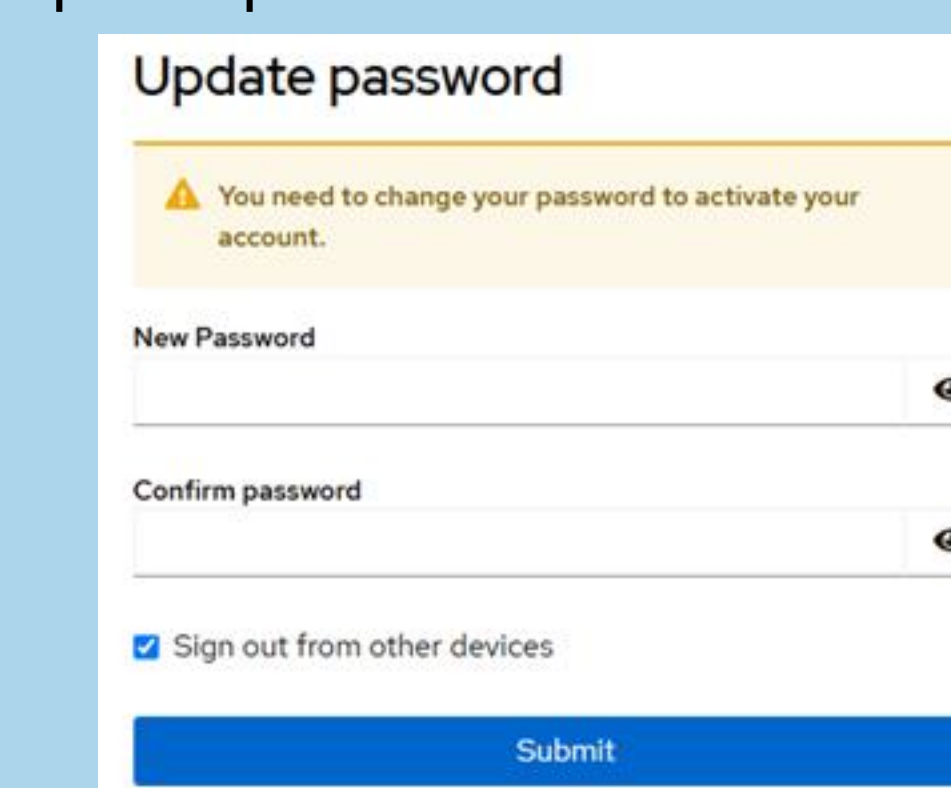 Update password
You need to change your password to activate your
account.
New Password
Confirm password
Sign out from other devices
Submit